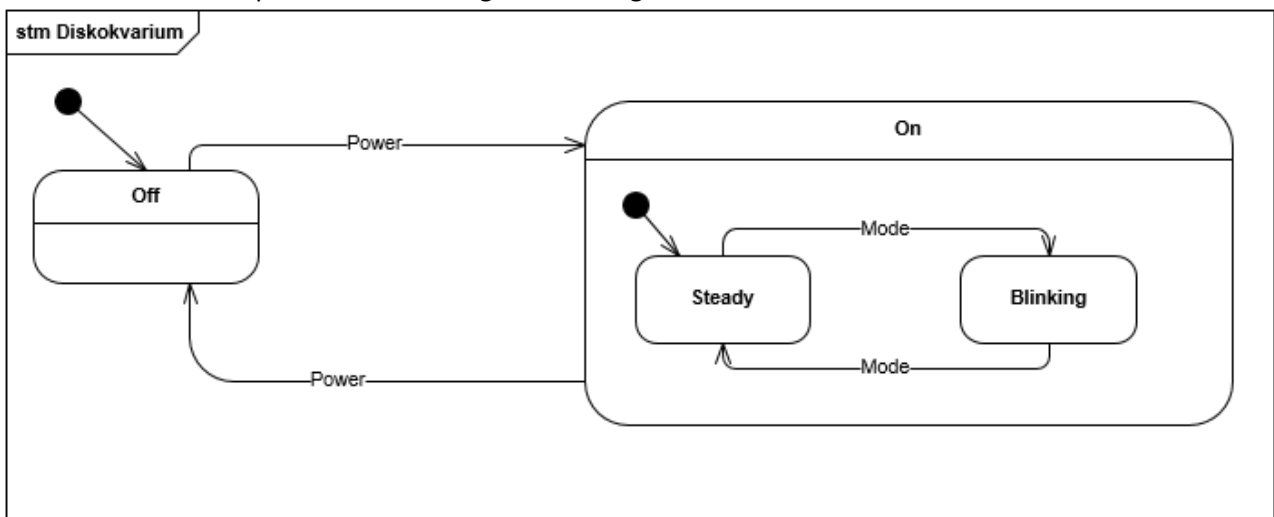 stm Diskokvarium
Power
On
Off
Mode
Steady
Blinking
Mode
Power